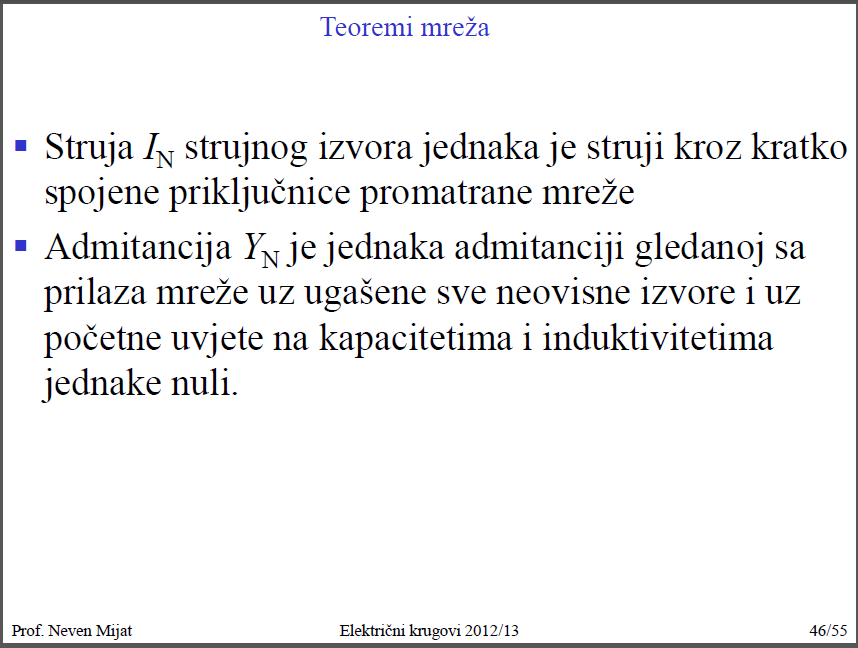 Teoremi mreža
▪ Struja I_N strujnog izvora jednaka je struji kroz kratko
spojene priključnice promatrane mreže
▪ Admitancija Y_N je jednaka admitanciji gledanoj sa
prilaza mreže uz ugašene sve neovisne izvore i uz
početne uvjete na kapacitetima i induktivitetima
jednake nuli.
Prof. Neven Mijat Električni krugovi 2012/13 46/55